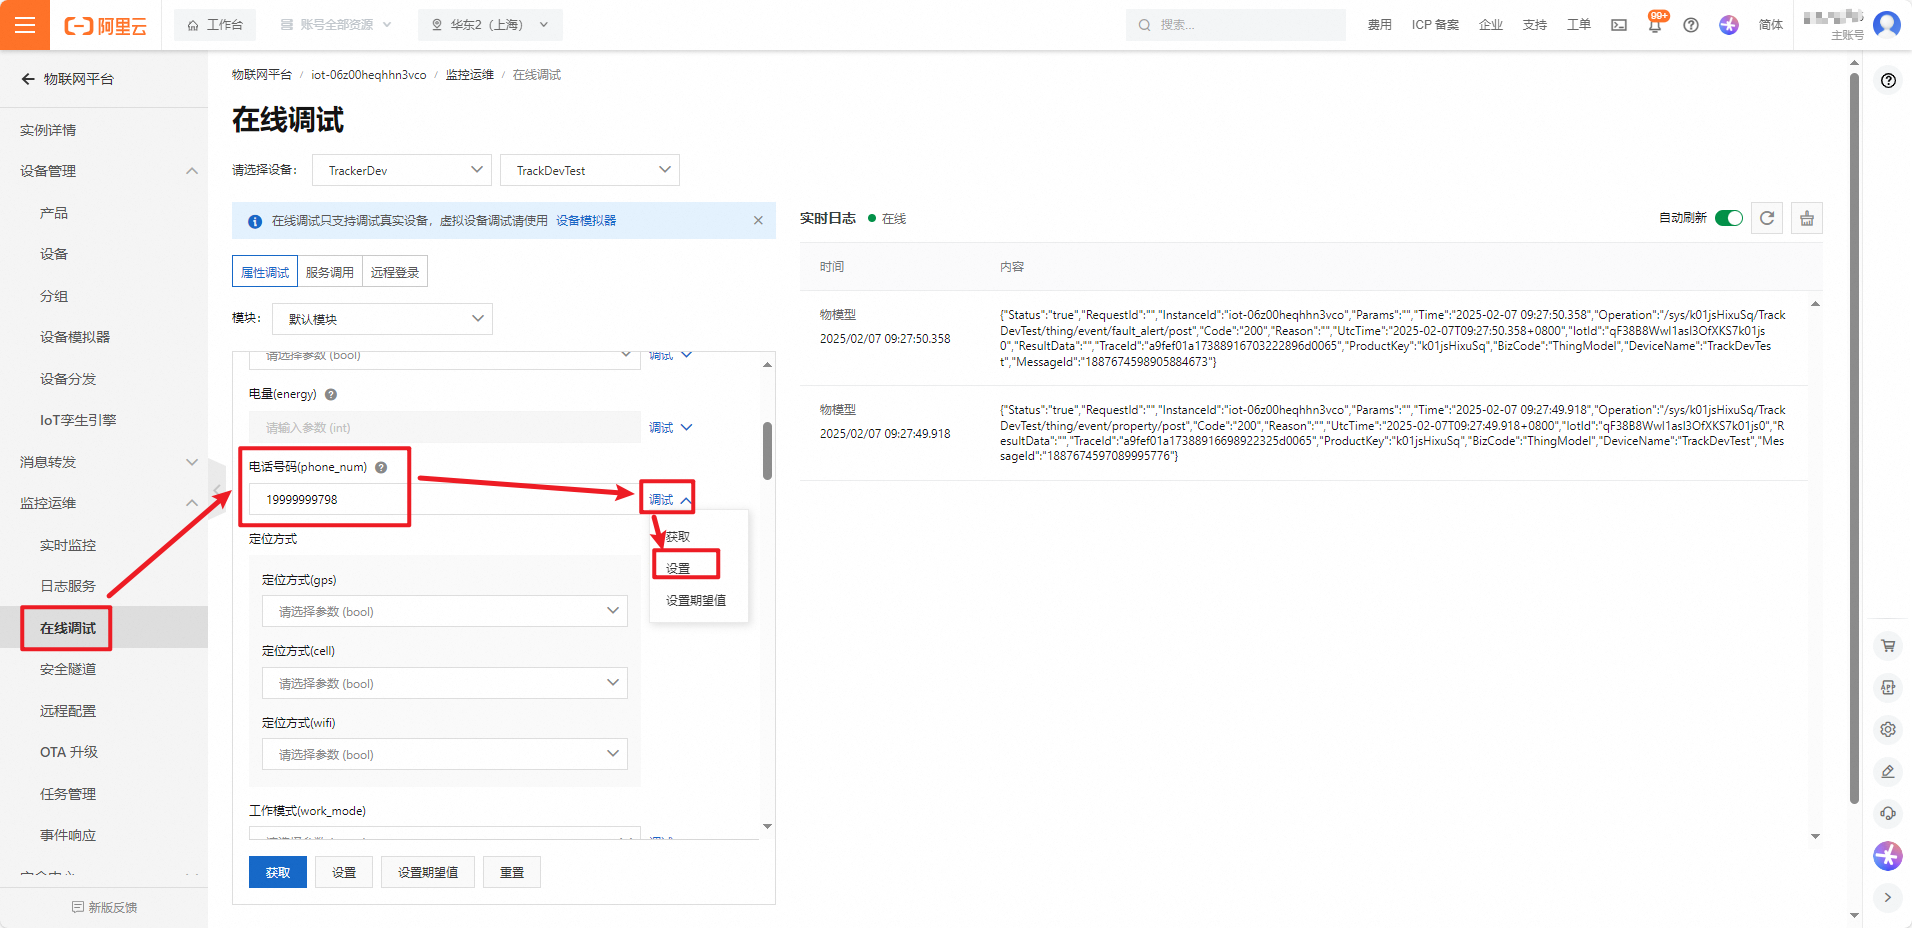 阿里云
工作台
账号全部资源
华东2（上海）
搜索...
费用
ICP 备案
企业
支持
工单
99+
简体
主账号
物联网平台
实例详情
设备管理
产品
设备
分组
设备模拟器
设备分发
IoT孪生引擎
消息转发
监控运维
实时监控
日志服务
在线调试
安全隧道
远程配置
OTA 升级
任务管理
事件响应
新版反馈
物联网平台 / iot-06z00heqhhn3vco / 监控运维 / 在线调试
在线调试
请选择设备：
TrackerDev
TrackDevTest
在线调试只支持调试真实设备，虚拟设备调试请使用 设备模拟器
属性调试
服务调用
远程登录
模块：
默认模块
请选择参数 (bool)
调试
电量(energy)
请输入参数 (int)
调试
电话号码(phone_num)
19999999798
调试
获取
设置
设置期望值
定位方式
定位方式(gps)
请选择参数 (bool)
定位方式(cell)
请选择参数 (bool)
定位方式(wifi)
请选择参数 (bool)
工作模式(work_mode)
获取
设置
设置期望值
重置
实时日志
在线
自动刷新
时间
内容
物模型
2025/02/07 09:27:50.358
{"Status":"true","RequestId":"","InstanceId":"iot-06z00heqhhn3vco","Params":"","Time":"2025-02-07 09:27:50.358","Operation":"/sys/k01jsHixuSq/Track
DevTest/thing/event/fault_alert/post","Code":"200","Reason":"","UtcTime":"2025-02-07T09:27:50.358+0800","IotId":"qF38B8Wwl1asI3OfXKS7k01js
0","ResultData":"","TraceId":"a9fef01a17388916703222896d0065","ProductKey":"k01jsHixuSq","BizCode":"ThingModel","DeviceName":"TrackDevTes
t","MessageId":"1887674598905884673"}
物模型
2025/02/07 09:27:49.918
{"Status":"true","RequestId":"","InstanceId":"iot-06z00heqhhn3vco","Params":"","Time":"2025-02-07 09:27:49.918","Operation":"/sys/k01jsHixuSq/Track
DevTest/thing/event/property/post","Code":"200","Reason":"","UtcTime":"2025-02-07T09:27:49.918+0800","IotId":"qF38B8Wwl1asI3OfXKS7k01js0","R
esultData":"","TraceId":"a9fef01a17388916698922325d0065","ProductKey":"k01jsHixuSq","BizCode":"ThingModel","DeviceName":"TrackDevTest","Mes
sageId":"1887674597089995776"}